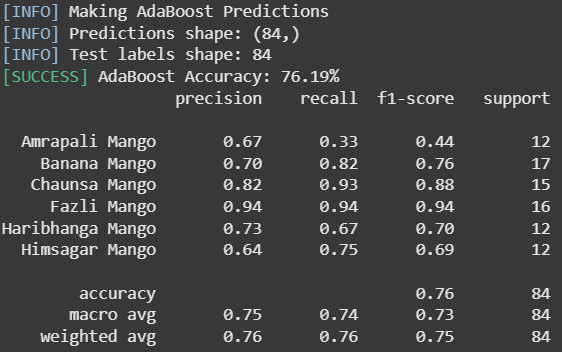 [INFO] Making AdaBoost Predictions
[INFO] Predictions shape: (84,)
[INFO] Test labels shape: 84
[SUCCESS] AdaBoost Accuracy: 76.19%
precision recall f1-score support
Amrapali Mango 0.67 0.33 0.44 12
Banana Mango 0.70 0.82 0.76 17
Chaunsa Mango 0.82 0.93 0.88 15
Fazli Mango 0.94 0.94 0.94 16
Haribhanga Mango 0.73 0.67 0.70 12
Himsagar Mango 0.64 0.75 0.69 12
accuracy 0.76 84
macro avg 0.75 0.74 0.73 84
weighted avg 0.76 0.76 0.75 84